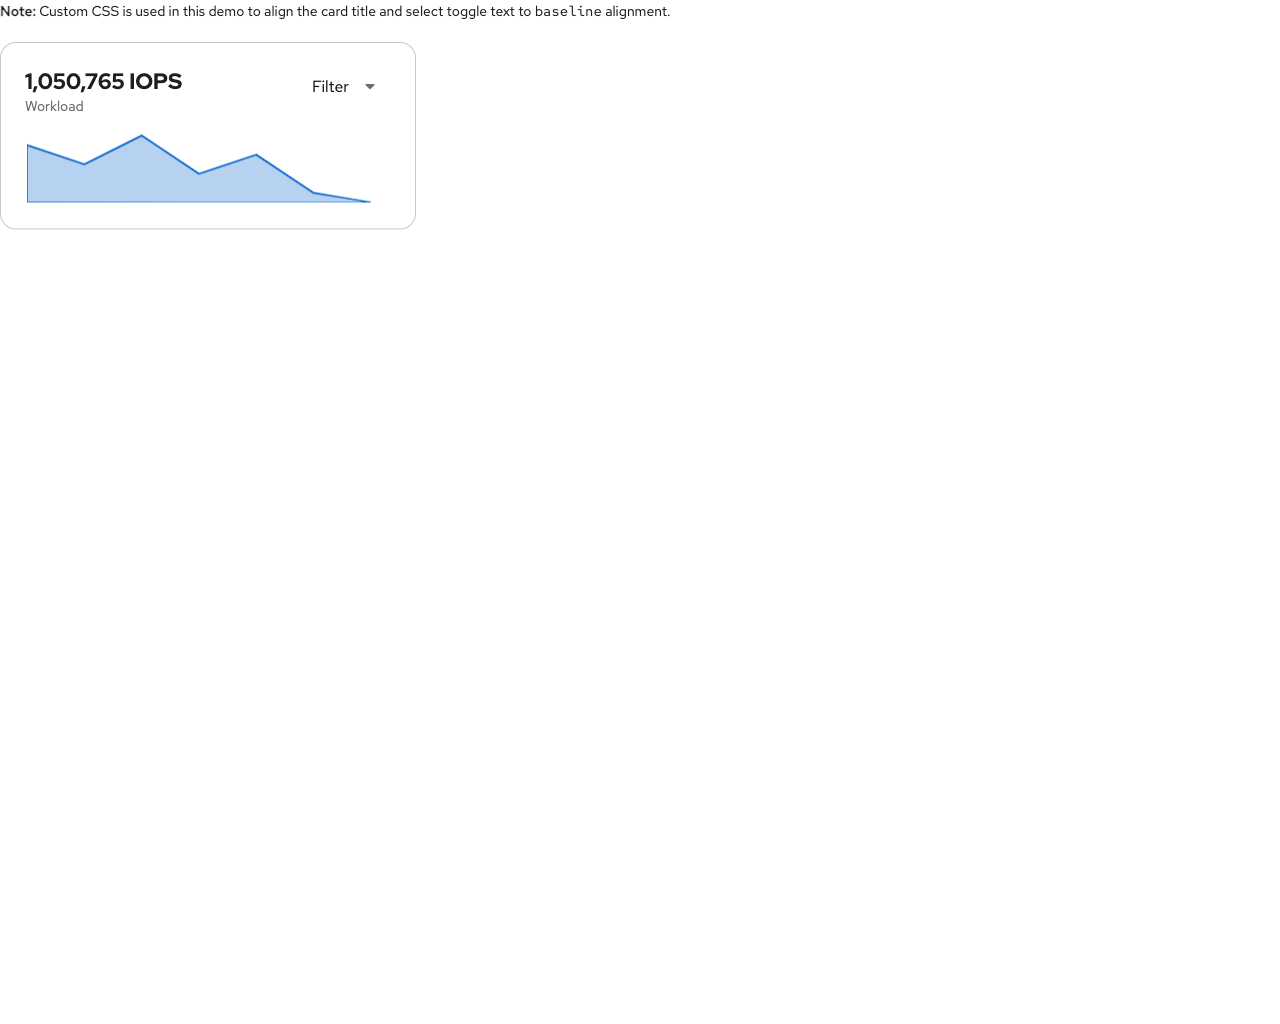 Note: Custom CSS is used in this demo to align the card title and select toggle text to baseline alignment.
1,050,765 IOPS
Filter
Workload